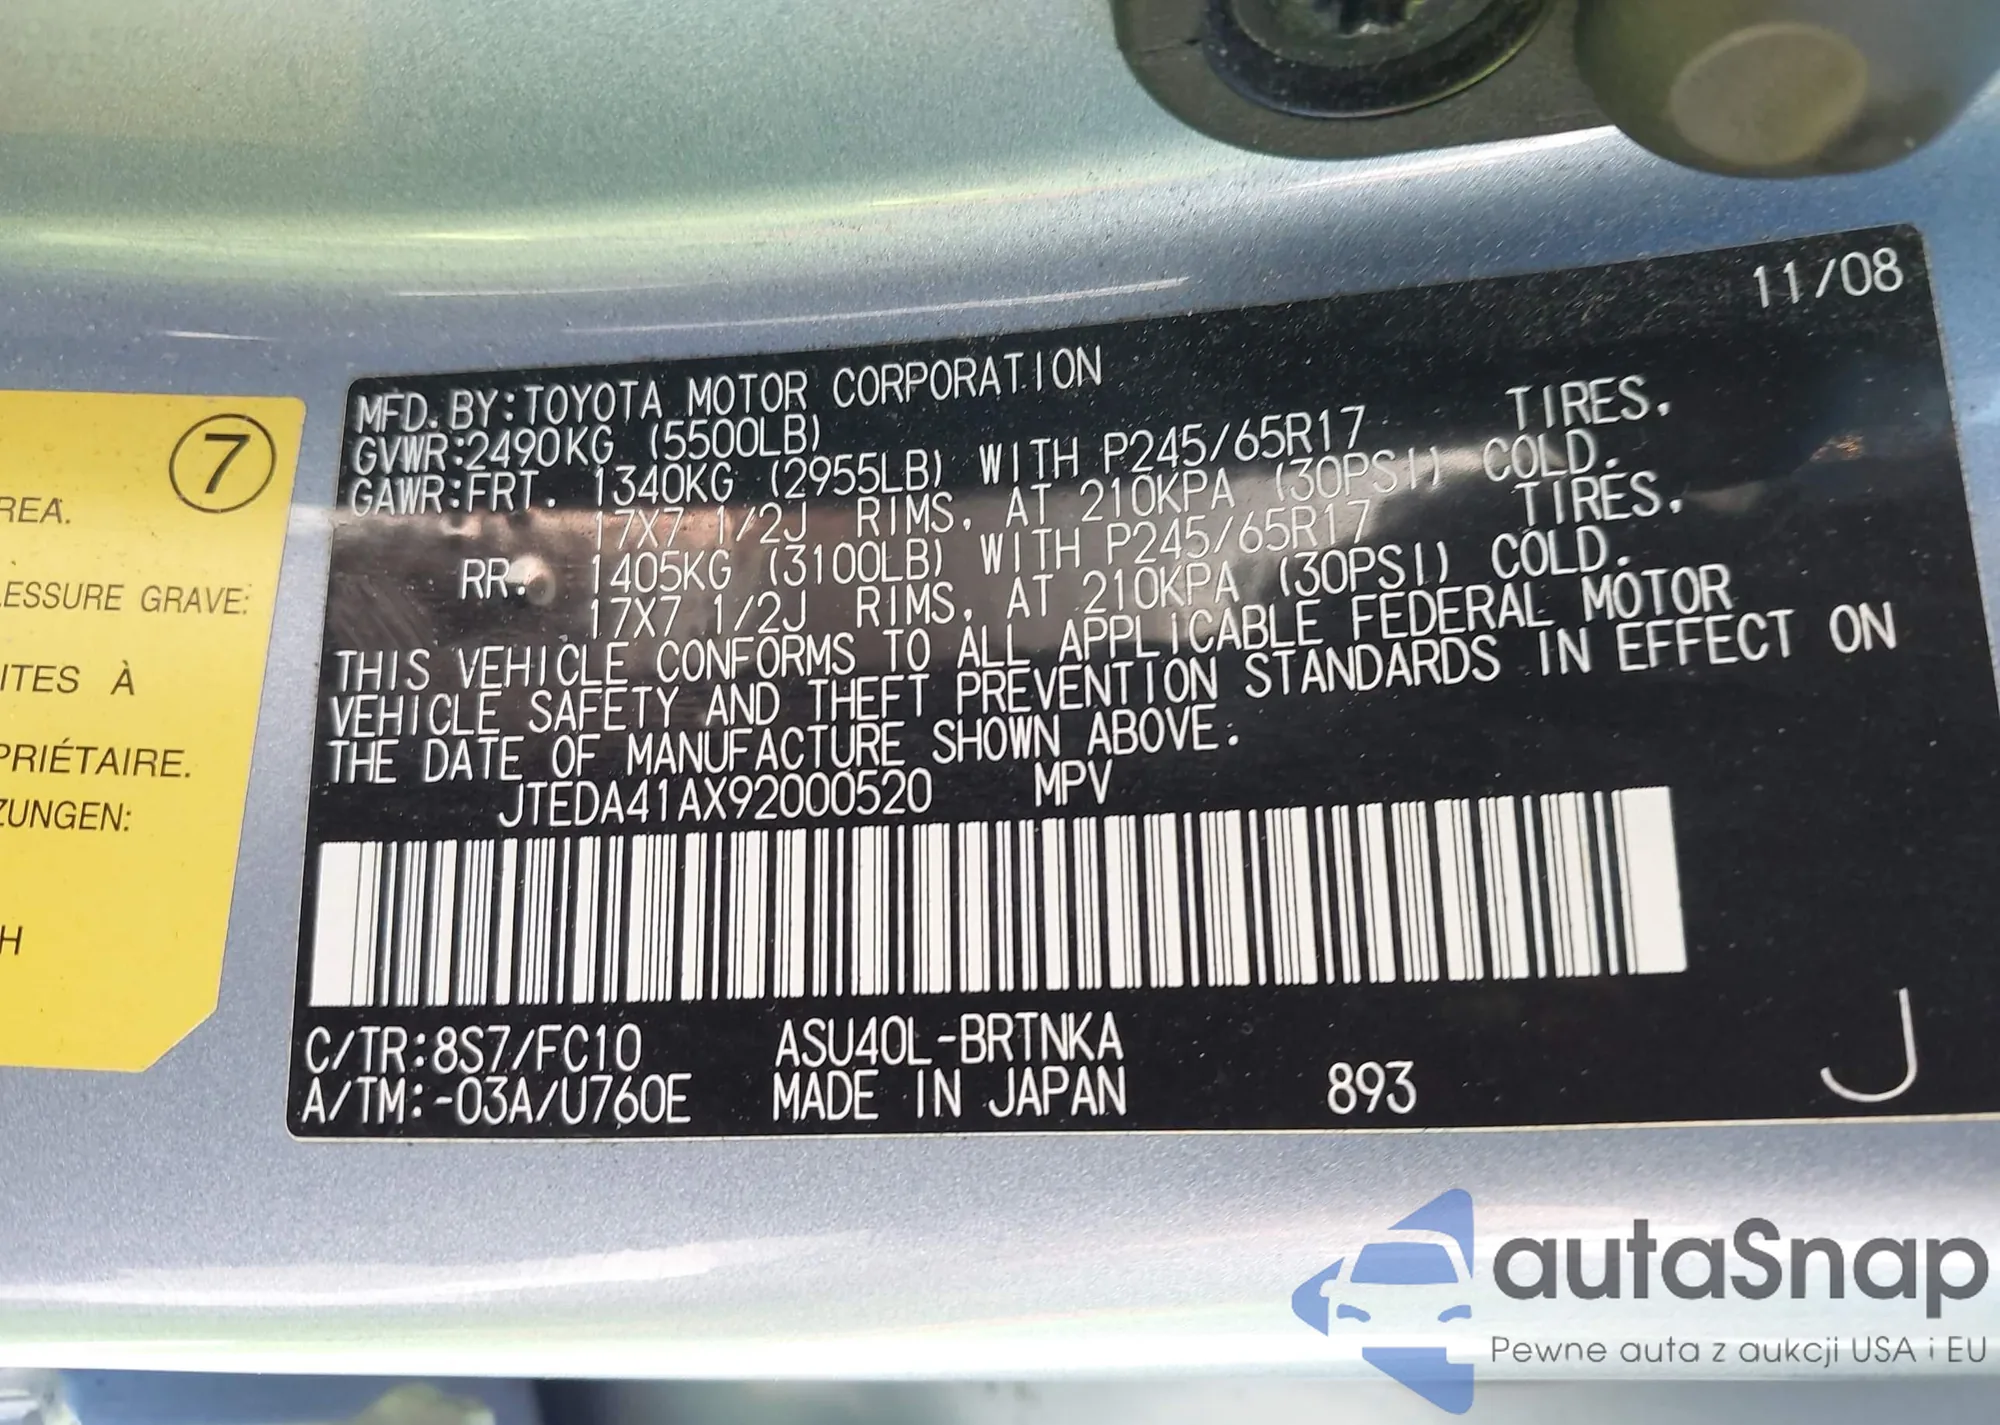 11/08
MFD. BY:TOYOTA MOTOR CORPORATION
GVWR:2490KG (5500LB)
GAWR:FRT. 1340KG (2955LB) WITH P245/65R17 TIRES,
17X7 1/2J RIMS, AT 210KPA (30PSI) COLD.
RR. 1405KG (3100LB) WITH P245/65R17 TIRES,
17X7 1/2J RIMS, AT 210KPA (30PSI) COLD.
THIS VEHICLE CONFORMS TO ALL APPLICABLE FEDERAL MOTOR
VEHICLE SAFETY AND THEFT PREVENTION STANDARDS IN EFFECT ON
THE DATE OF MANUFACTURE SHOWN ABOVE.
JTEDA41AX92000520 MPV
C/TR:8S7/FC10 ASU40L-BRTNKA
A/TM:-03A/U760E MADE IN JAPAN 893 J
7
REA.
LESSURE GRAVE:
ITES À
PRIÉTAIRE.
ZUNGEN:
H
autaSnap
Pewne auta z aukcji USA i EU